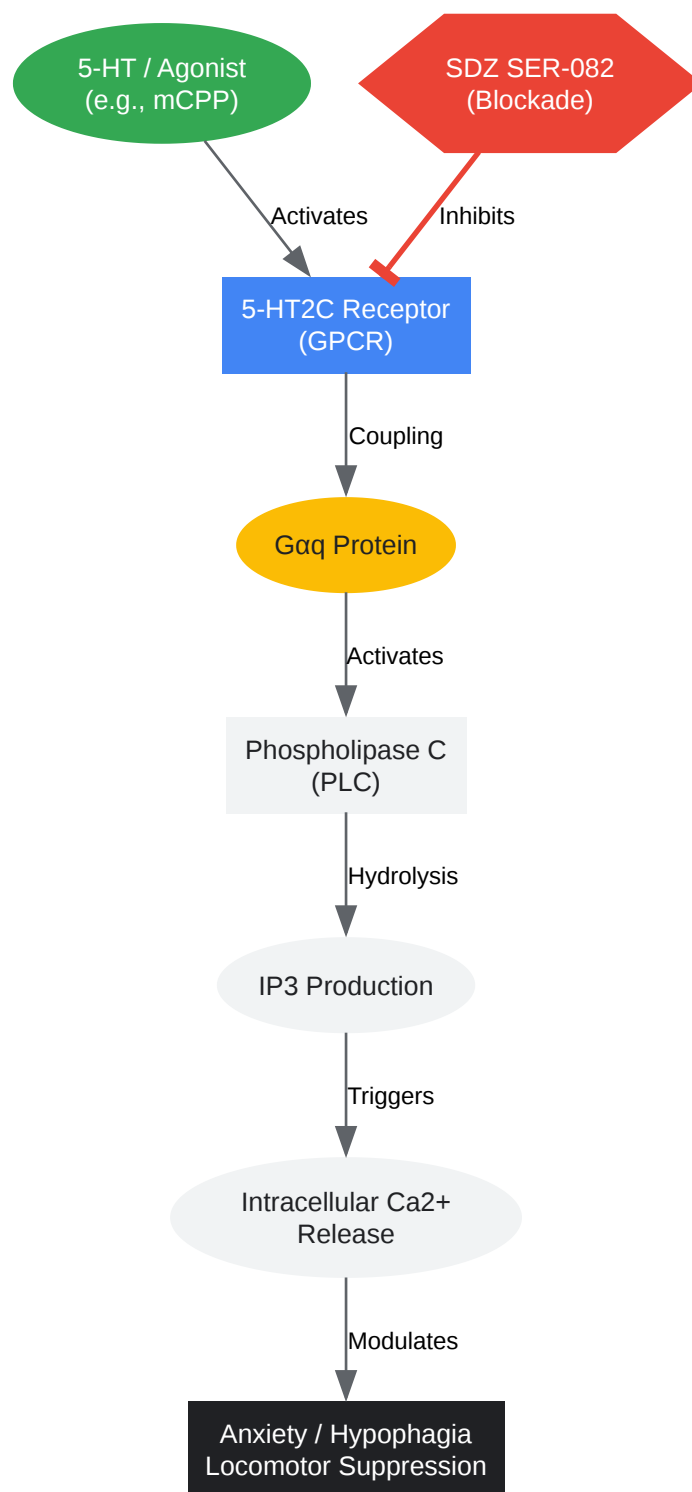 5-HT / Agonist
(e.g., mCPP)
SDZ SER-082
(Blockade)
Activates
Inhibits
5-HT2C Receptor
(GPCR)
Coupling
Gαq Protein
Activates
Phospholipase C
(PLC)
Hydrolysis
IP3 Production
Triggers
Intracellular Ca2+
Release
Modulates
Anxiety / Hypophagia
Locomotor Suppression